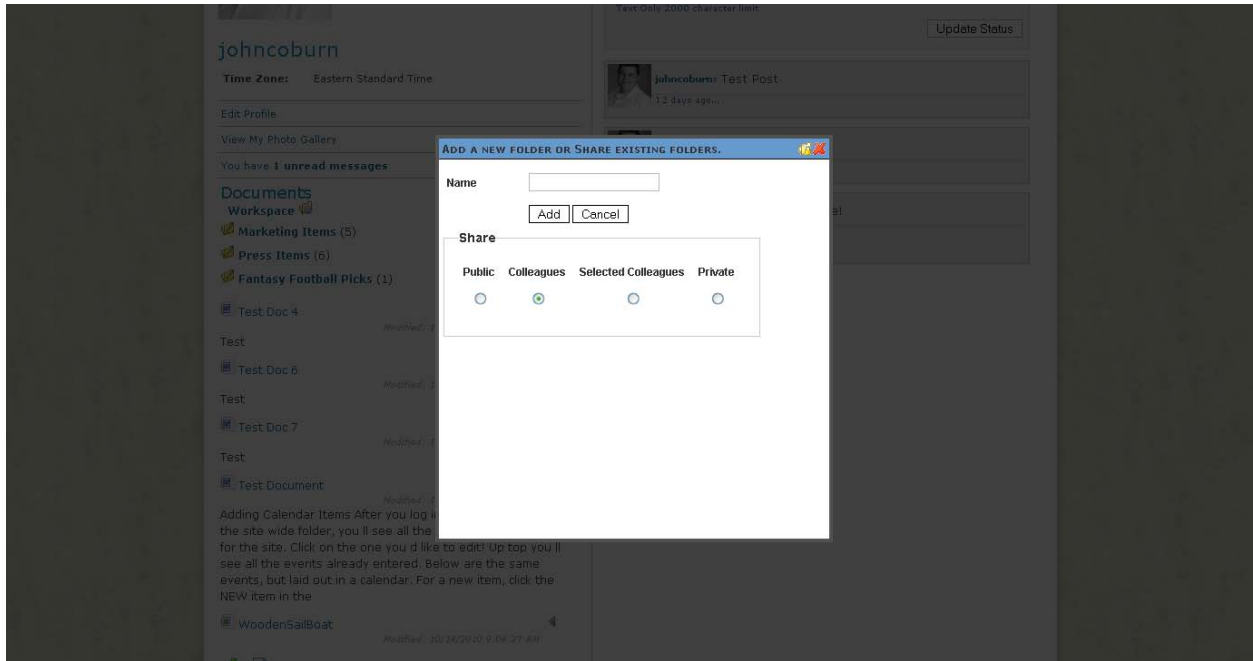 Text Only 2000 character limit
Update Status
johncoburn
Time Zone: Eastern Standard Time
johncoburn: Test Post
12 days ago...
Edit Profile
View My Photo Gallery
ADD A NEW FOLDER OR SHARE EXISTING FOLDERS.
You have 1 unread messages
Name
Documents
Workspace
Add Cancel
Marketing Items (5)
Share
Press Items (6)
Public Colleagues Selected Colleagues Private
Fantasy Football Picks (1)
Test Doc 4
Modified:
Test
Test Doc 6
Modified:
Test
Test Doc 7
Modified:
Test
Test Document
Modified:
Adding Calendar Items After you log
the site wide folder, you ll see all the
for the site. Click on the one you d like to edit! Up top you ll
see all the events already entered. Below are the same
events, but laid out in a calendar. For a new item, click the
NEW item in the
WoodenSailBoat
Modified: 10/14/2010 9:06:27 AM